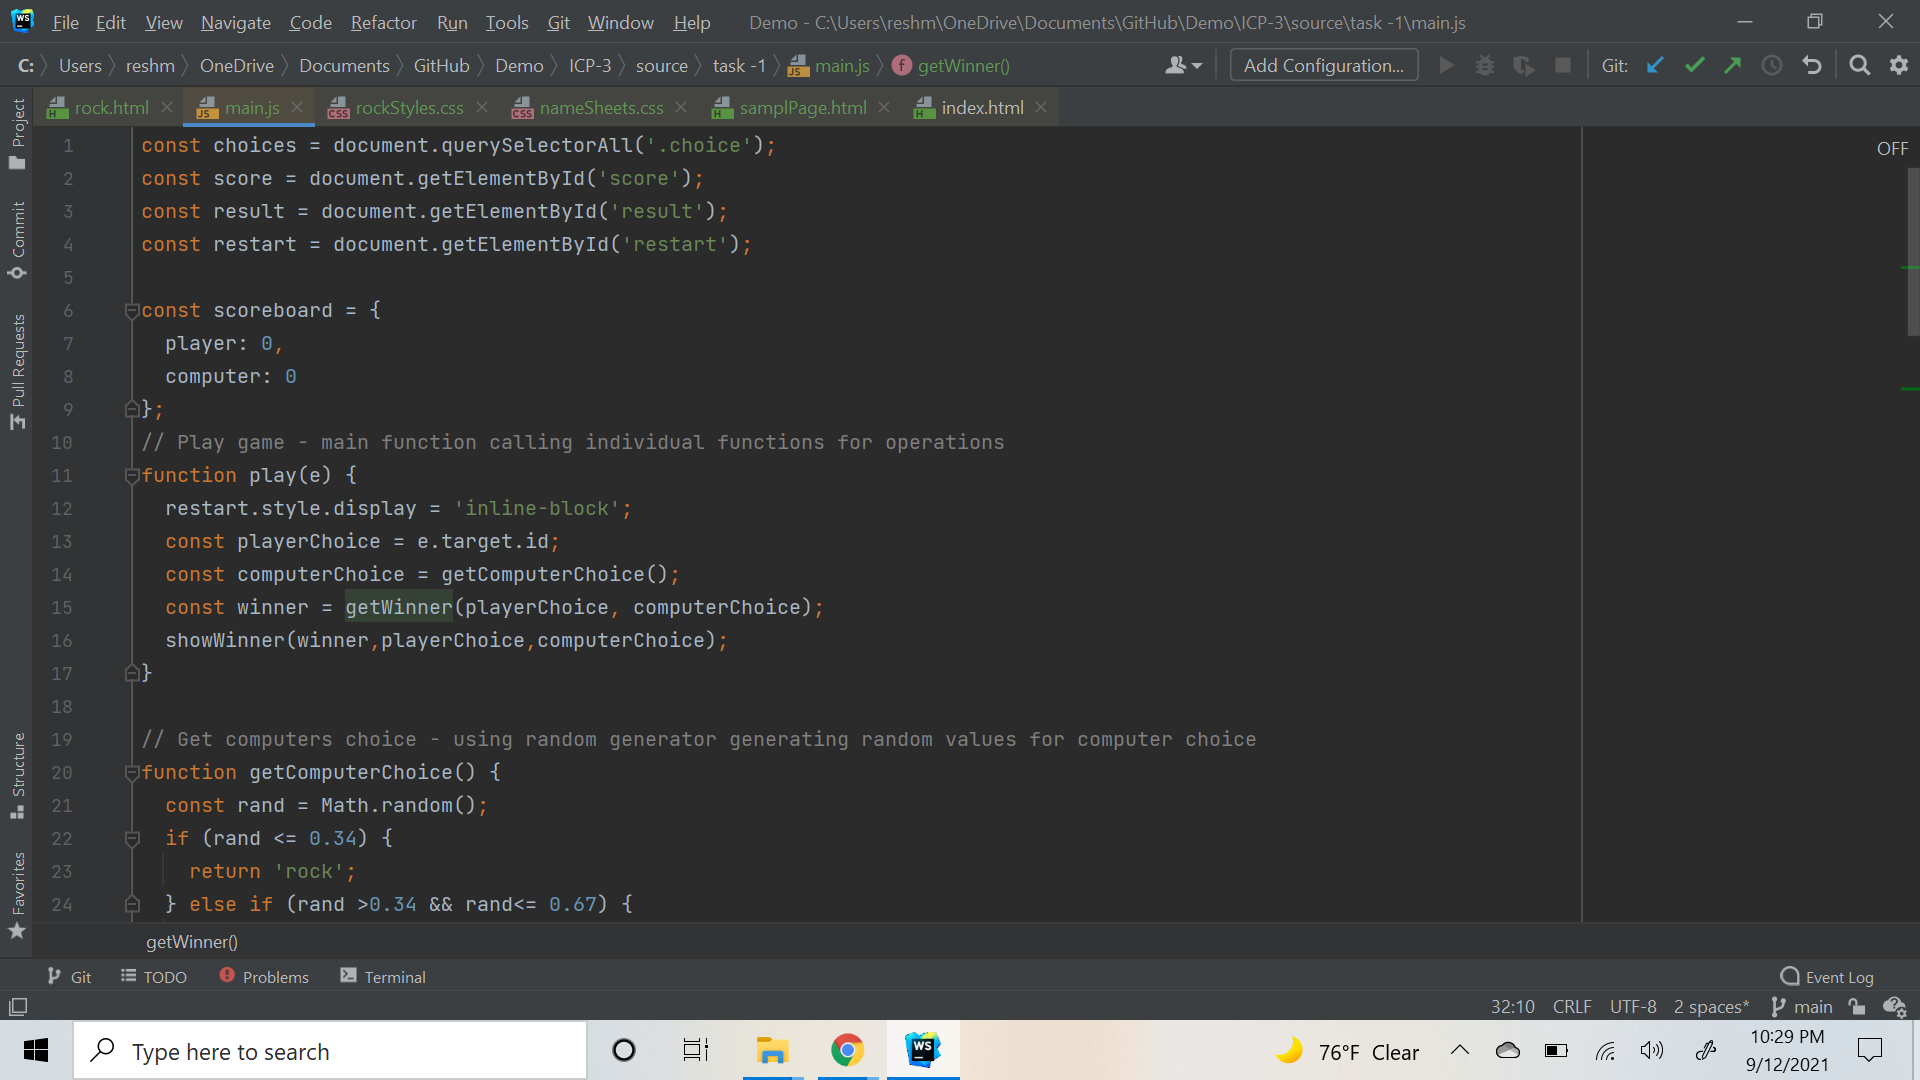 WS File Edit View Navigate Code Refactor Run Tools Git Window Help Demo - C:\Users\reshm\OneDrive\Documents\GitHub\Demo\ICP-3\source\task -1\main.js
C: Users reshm OneDrive Documents GitHub Demo ICP-3 source task -1 JS main.js f getWinner() Add Configuration... Git:
H rock.html JS main.js CSS rockStyles.css CSS nameSheets.css H samplPage.html H index.html
Project
Commit
Pull Requests
Structure
Favorites
OFF
1 const choices = document.querySelectorAll('.choice');
2 const score = document.getElementById('score');
3 const result = document.getElementById('result');
4 const restart = document.getElementById('restart');
5
6 const scoreboard = {
7 player: 0,
8 computer: 0
9 };
10 // Play game - main function calling individual functions for operations
11 function play(e) {
12 restart.style.display = 'inline-block';
13 const playerChoice = e.target.id;
14 const computerChoice = getComputerChoice();
15 const winner = getWinner(playerChoice, computerChoice);
16 showWinner(winner,playerChoice,computerChoice);
17 }
18
19 // Get computers choice - using random generator generating random values for computer choice
20 function getComputerChoice() {
21 const rand = Math.random();
22 if (rand <= 0.34) {
23 return 'rock';
24 } else if (rand >0.34 && rand<= 0.67) {
getWinner()
Git TODO Problems Terminal Event Log
32:10 CRLF UTF-8 2 spaces* main
Type here to search WS 76°F Clear 10:29 PM
9/12/2021